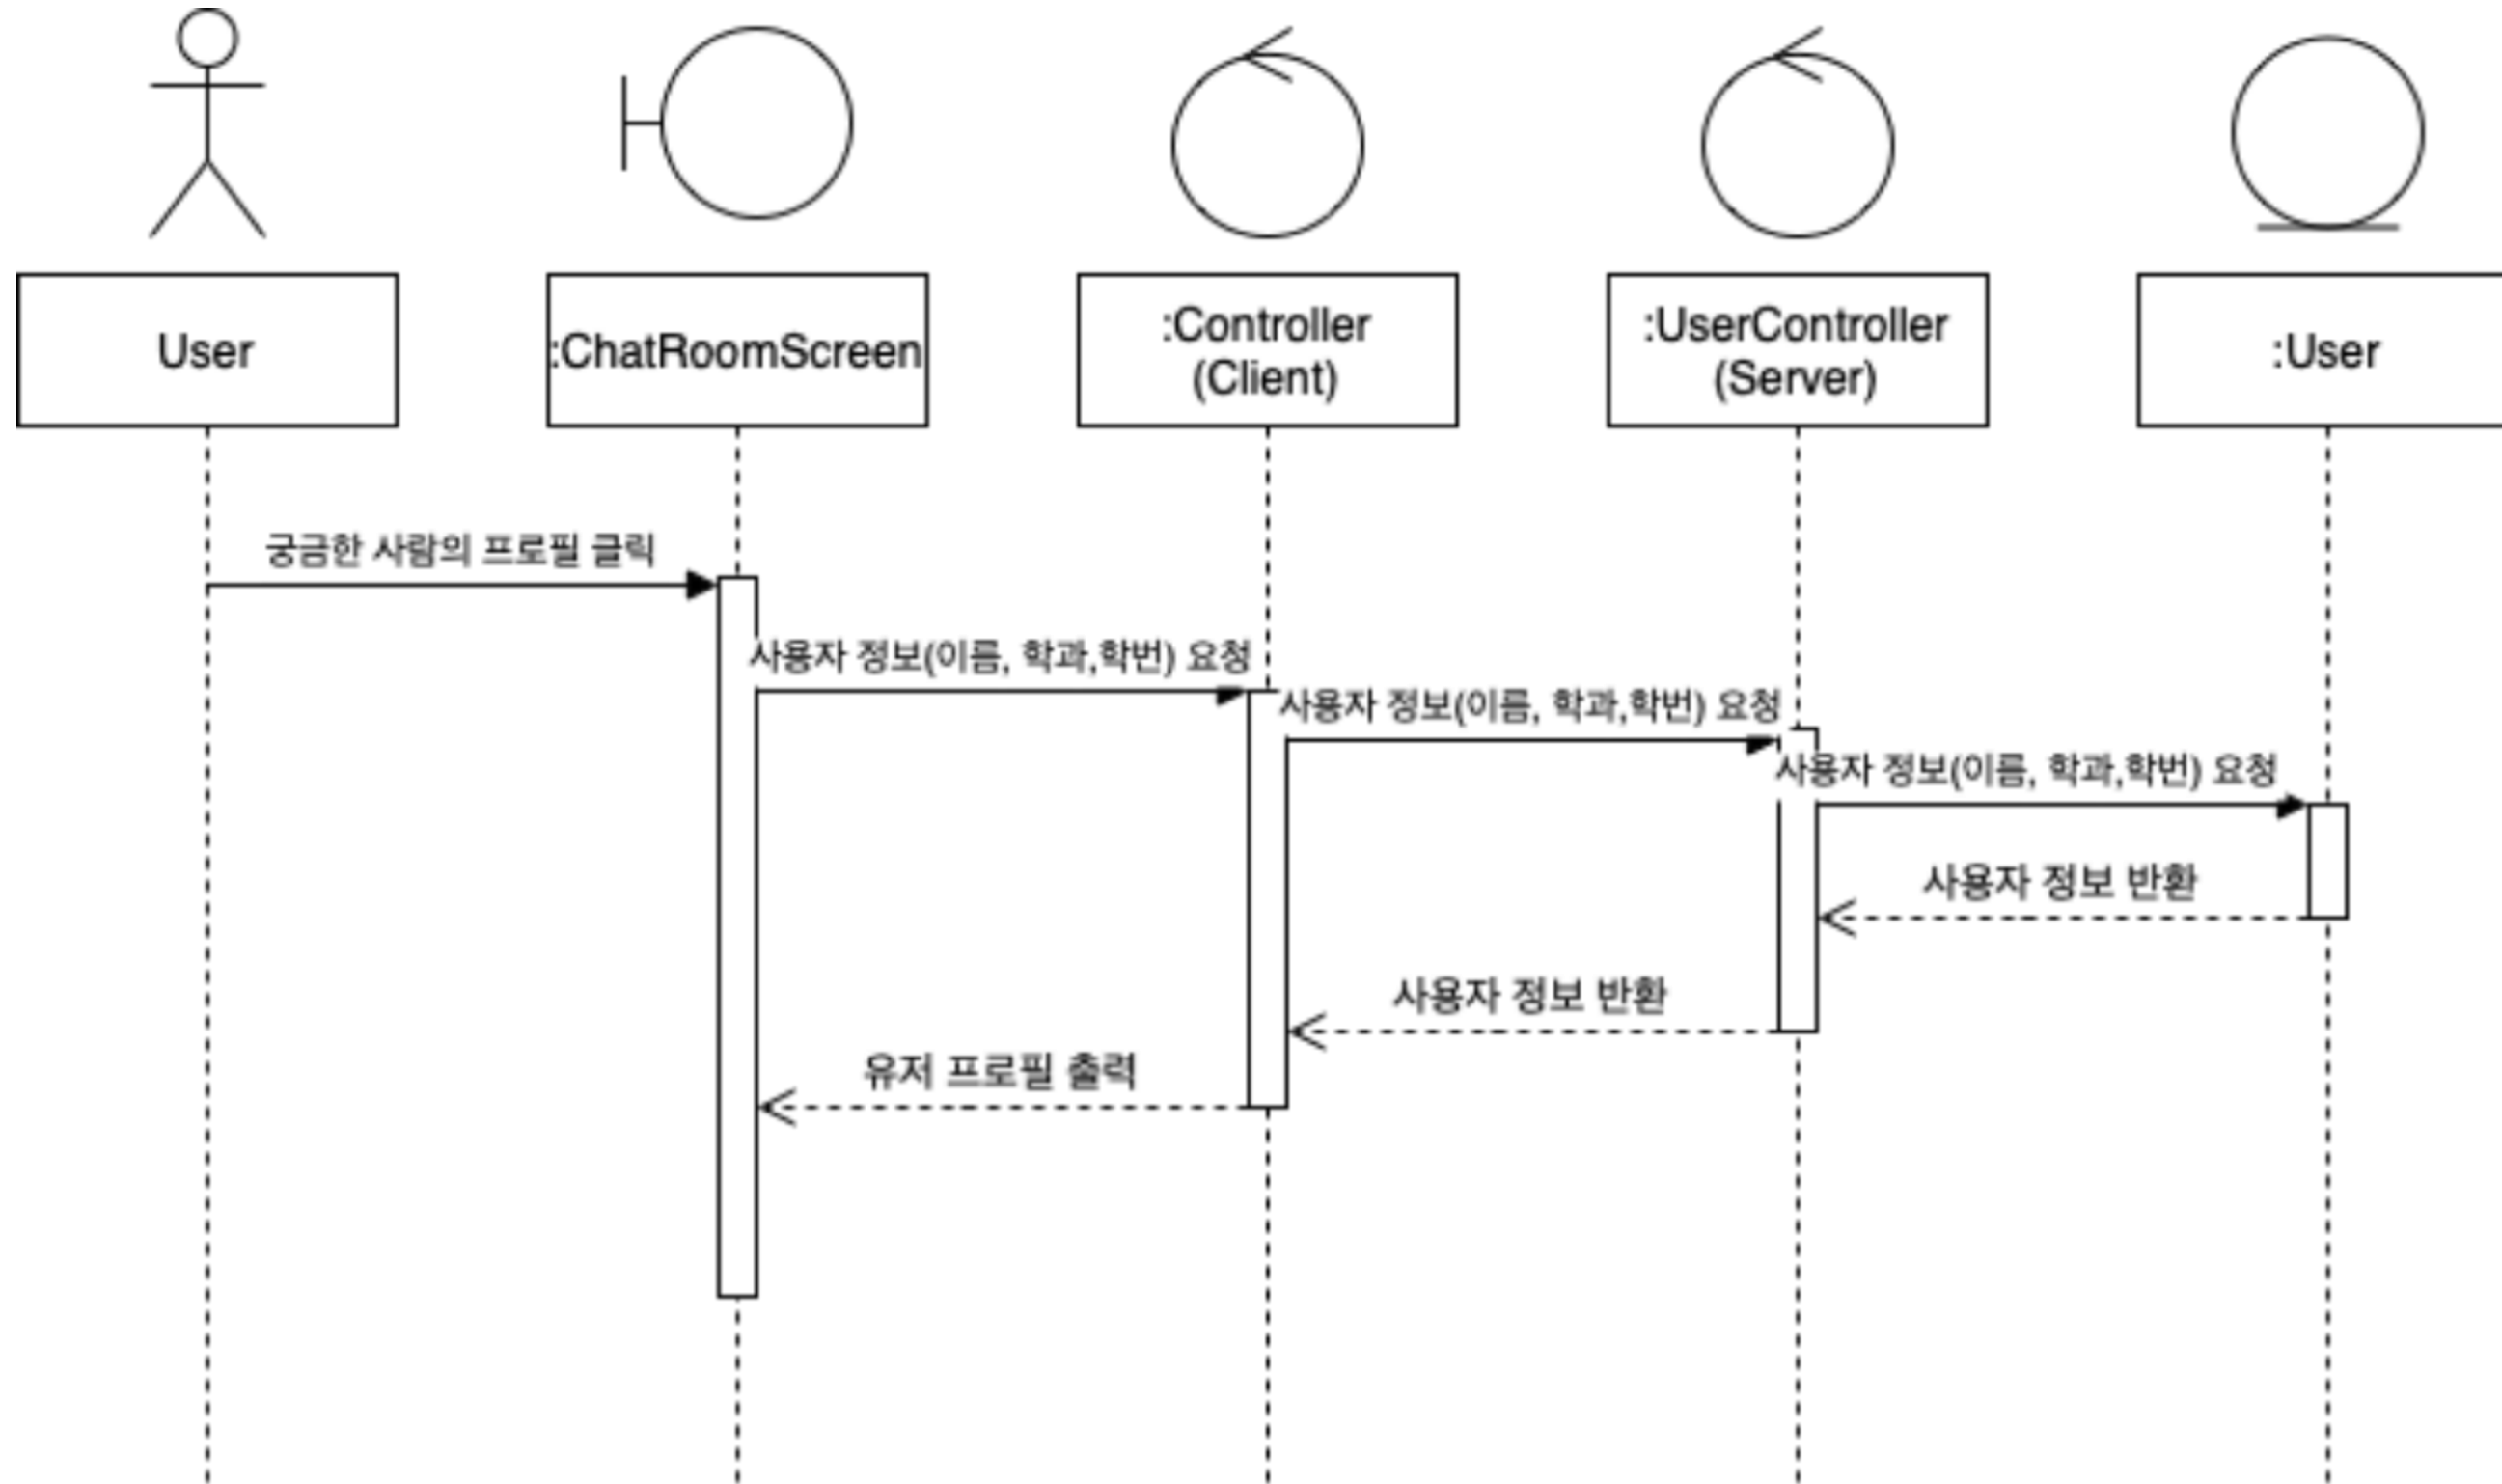 User
:ChatRoomScreen
:Controller
(Client)
:UserController
(Server)
:User
궁금한 사람의 프로필 클릭
사용자 정보(이름, 학과,학번) 요청
사용자 정보(이름, 학과,학번) 요청
사용자 정보(이름, 학과,학번) 요청
사용자 정보 반환
사용자 정보 반환
유저 프로필 출력